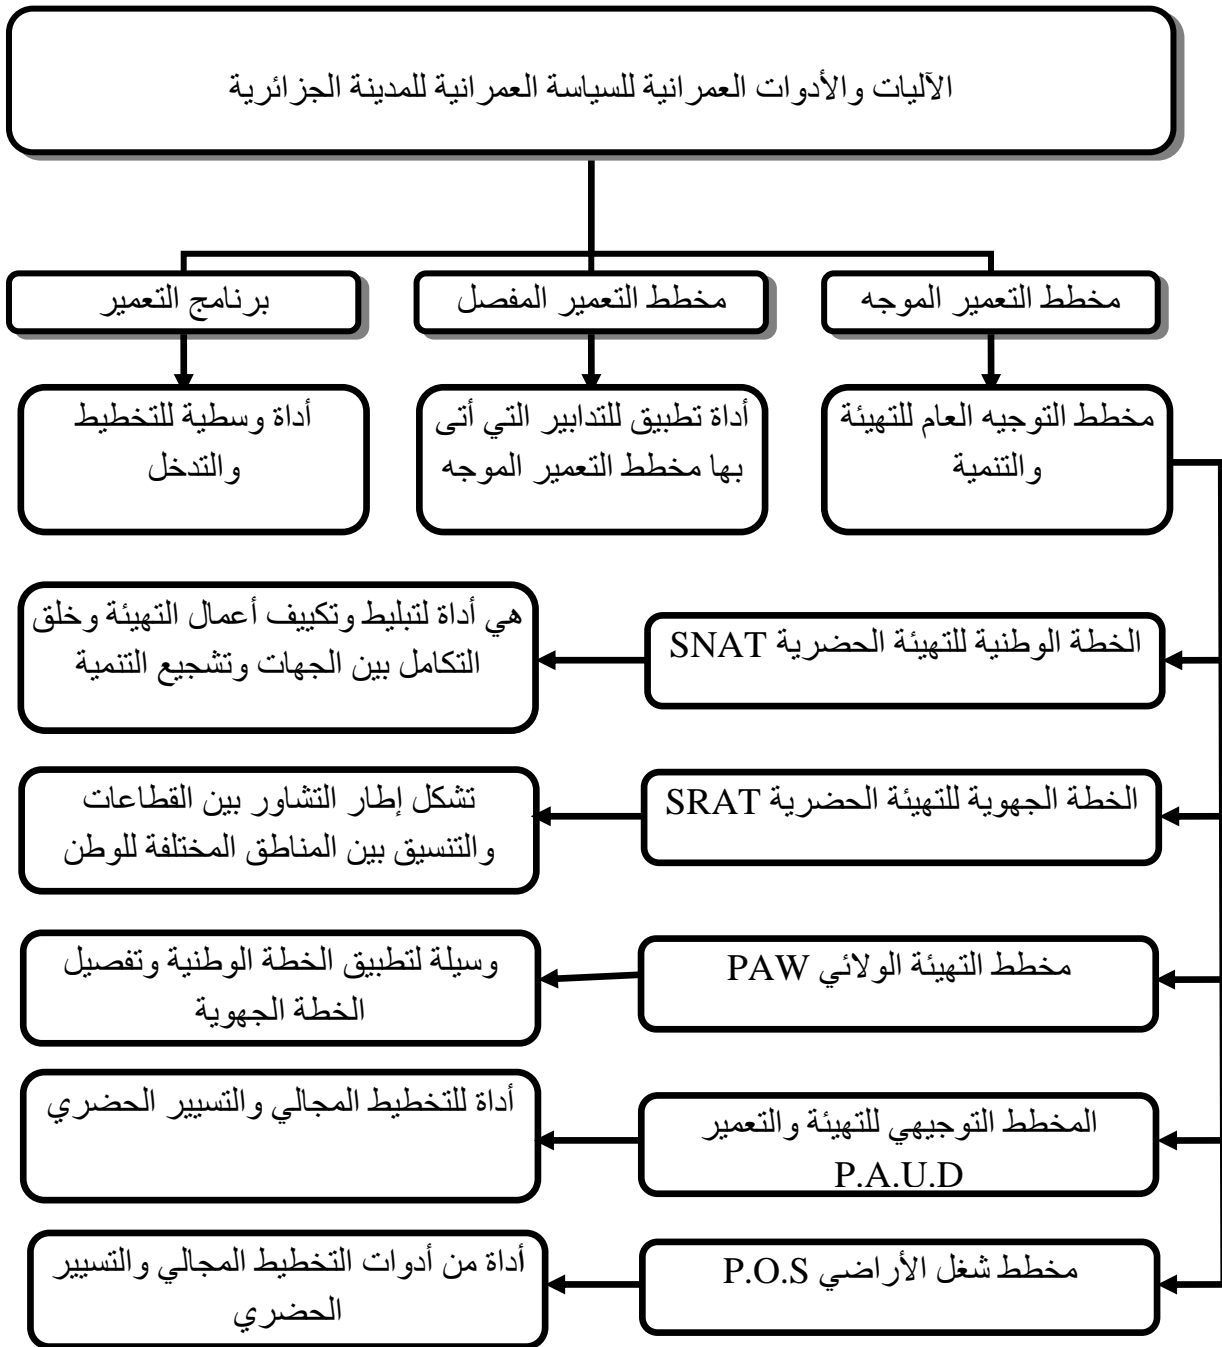 الآليات والأدوات العمرانية للسياسة العمرانية للمدينة الجزائرية
مخطط التعمير الموجه
مخطط التعمير المفصل
برنامج التعمير
مخطط التوجيه العام للتهيئة
والتنمية
أداة تطبيق للتدابير التي أتى
بها مخطط التعمير الموجه
أداة وسطية للتخطيط
والتدخل
الخطة الوطنية للتهيئة الحضرية SNAT
هي أداة لتبليط وتكييف أعمال التهيئة وخلق
التكامل بين الجهات وتشجيع التنمية
الخطة الجهوية للتهيئة الحضرية SRAT
تشكل إطار التشاور بين القطاعات
والتنسيق بين المناطق المختلفة للوطن
مخطط التهيئة الولائي PAW
وسيلة لتطبيق الخطة الوطنية وتفصيل
الخطة الجهوية
المخطط التوجيهي للتهيئة والتعمير
P.A.U.D
أداة للتخطيط المجالي والتسيير الحضري
مخطط شغل الأراضي P.O.S
أداة من أدوات التخطيط المجالي والتسيير
الحضري